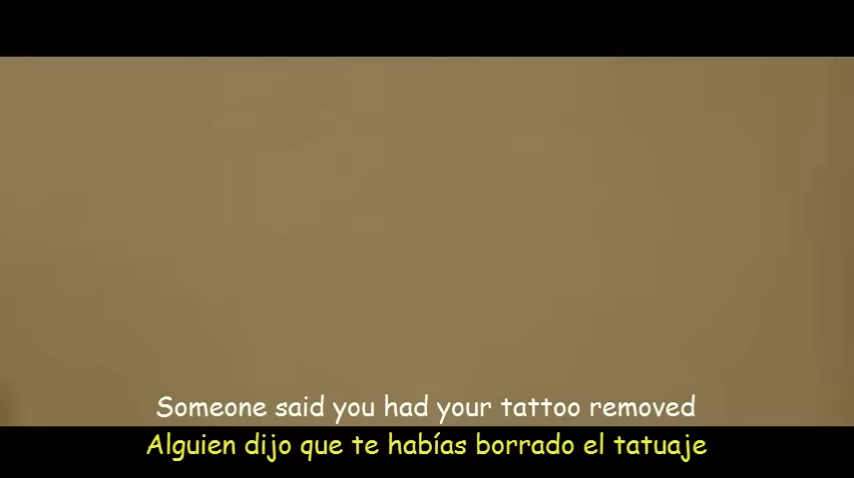 Someone said you had your tattoo removed
Alguien dijo que te habías borrado el tatuaje